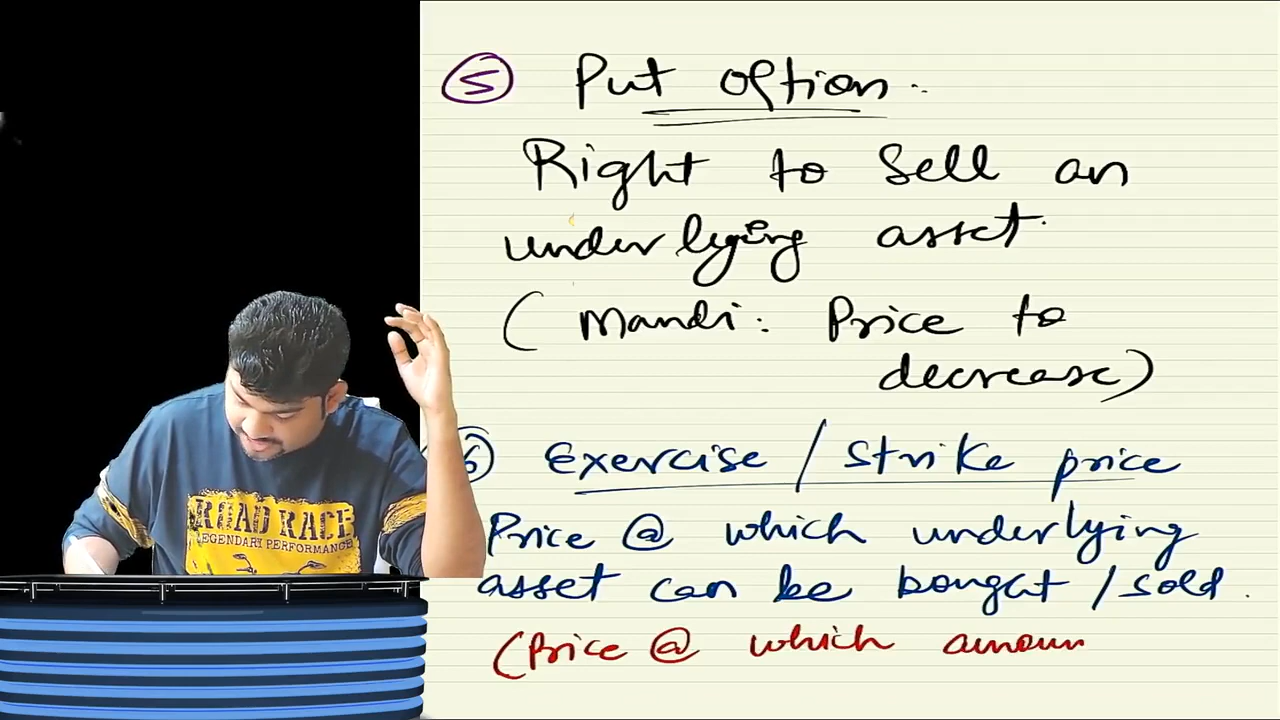 5 Put option..
Right to Sell an
underlying asset.
( Mandi: Price to
decrease)
6 Exercise / Strike price
Price @ which underlying
asset can be bought / sold.
(Price @ which amoun
ROAD RACE
LEGENDARY PERFORMANCE